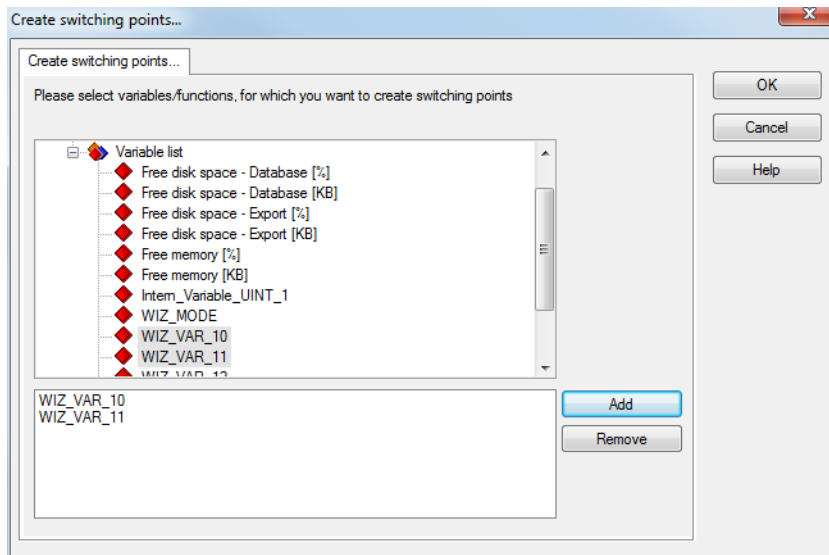 Create switching points...
Create switching points...
Please select variables/functions, for which you want to create switching points
OK
Cancel
Help
Variable list
Free disk space - Database [%]
Free disk space - Database [KB]
Free disk space - Export [%]
Free disk space - Export [KB]
Free memory [%]
Free memory [KB]
Intern_Variable_UINT_1
WIZ_MODE
WIZ_VAR_10
WIZ_VAR_11
WIZ_VAR_12
WIZ_VAR_10
WIZ_VAR_11
Add
Remove